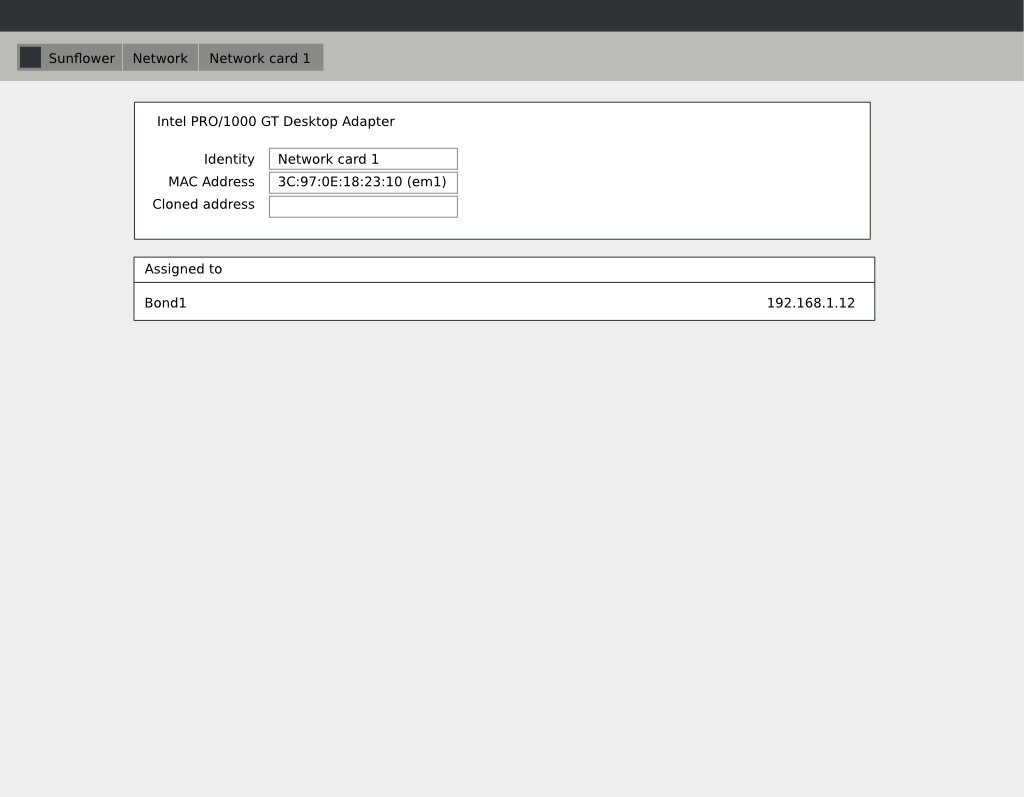 Sunflower Network Network card 1
Intel PRO/1000 GT Desktop Adapter
Identity Network card 1
MAC Address 3C:97:0E:18:23:10 (em1)
Cloned address
Assigned to
Bond1 192.168.1.12